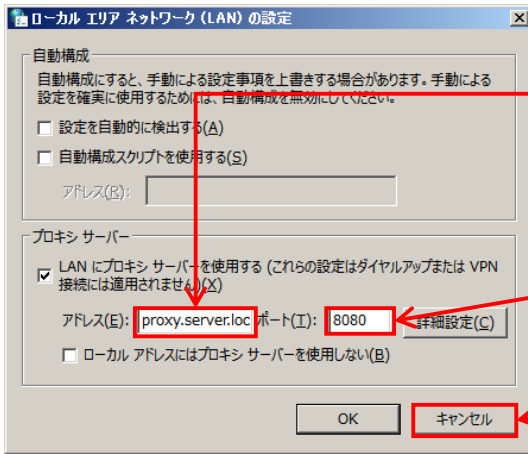 ローカル エリア ネットワーク (LAN) の設定
自動構成
自動構成にすると、手動による設定事項を上書きする場合があります。手動による
設定を確実に使用するためには、自動構成を無効にしてください。
設定を自動的に検出する(A)
自動構成スクリプトを使用する(S)
アドレス(R):
プロキシ サーバー
LAN にプロキシ サーバーを使用する (これらの設定はダイヤルアップまたは VPN
接続には適用されません)(X)
アドレス(E): proxy.server.loc ポート(T): 8080 詳細設定(C)
ローカル アドレスにはプロキシ サーバーを使用しない(B)
OK キャンセル